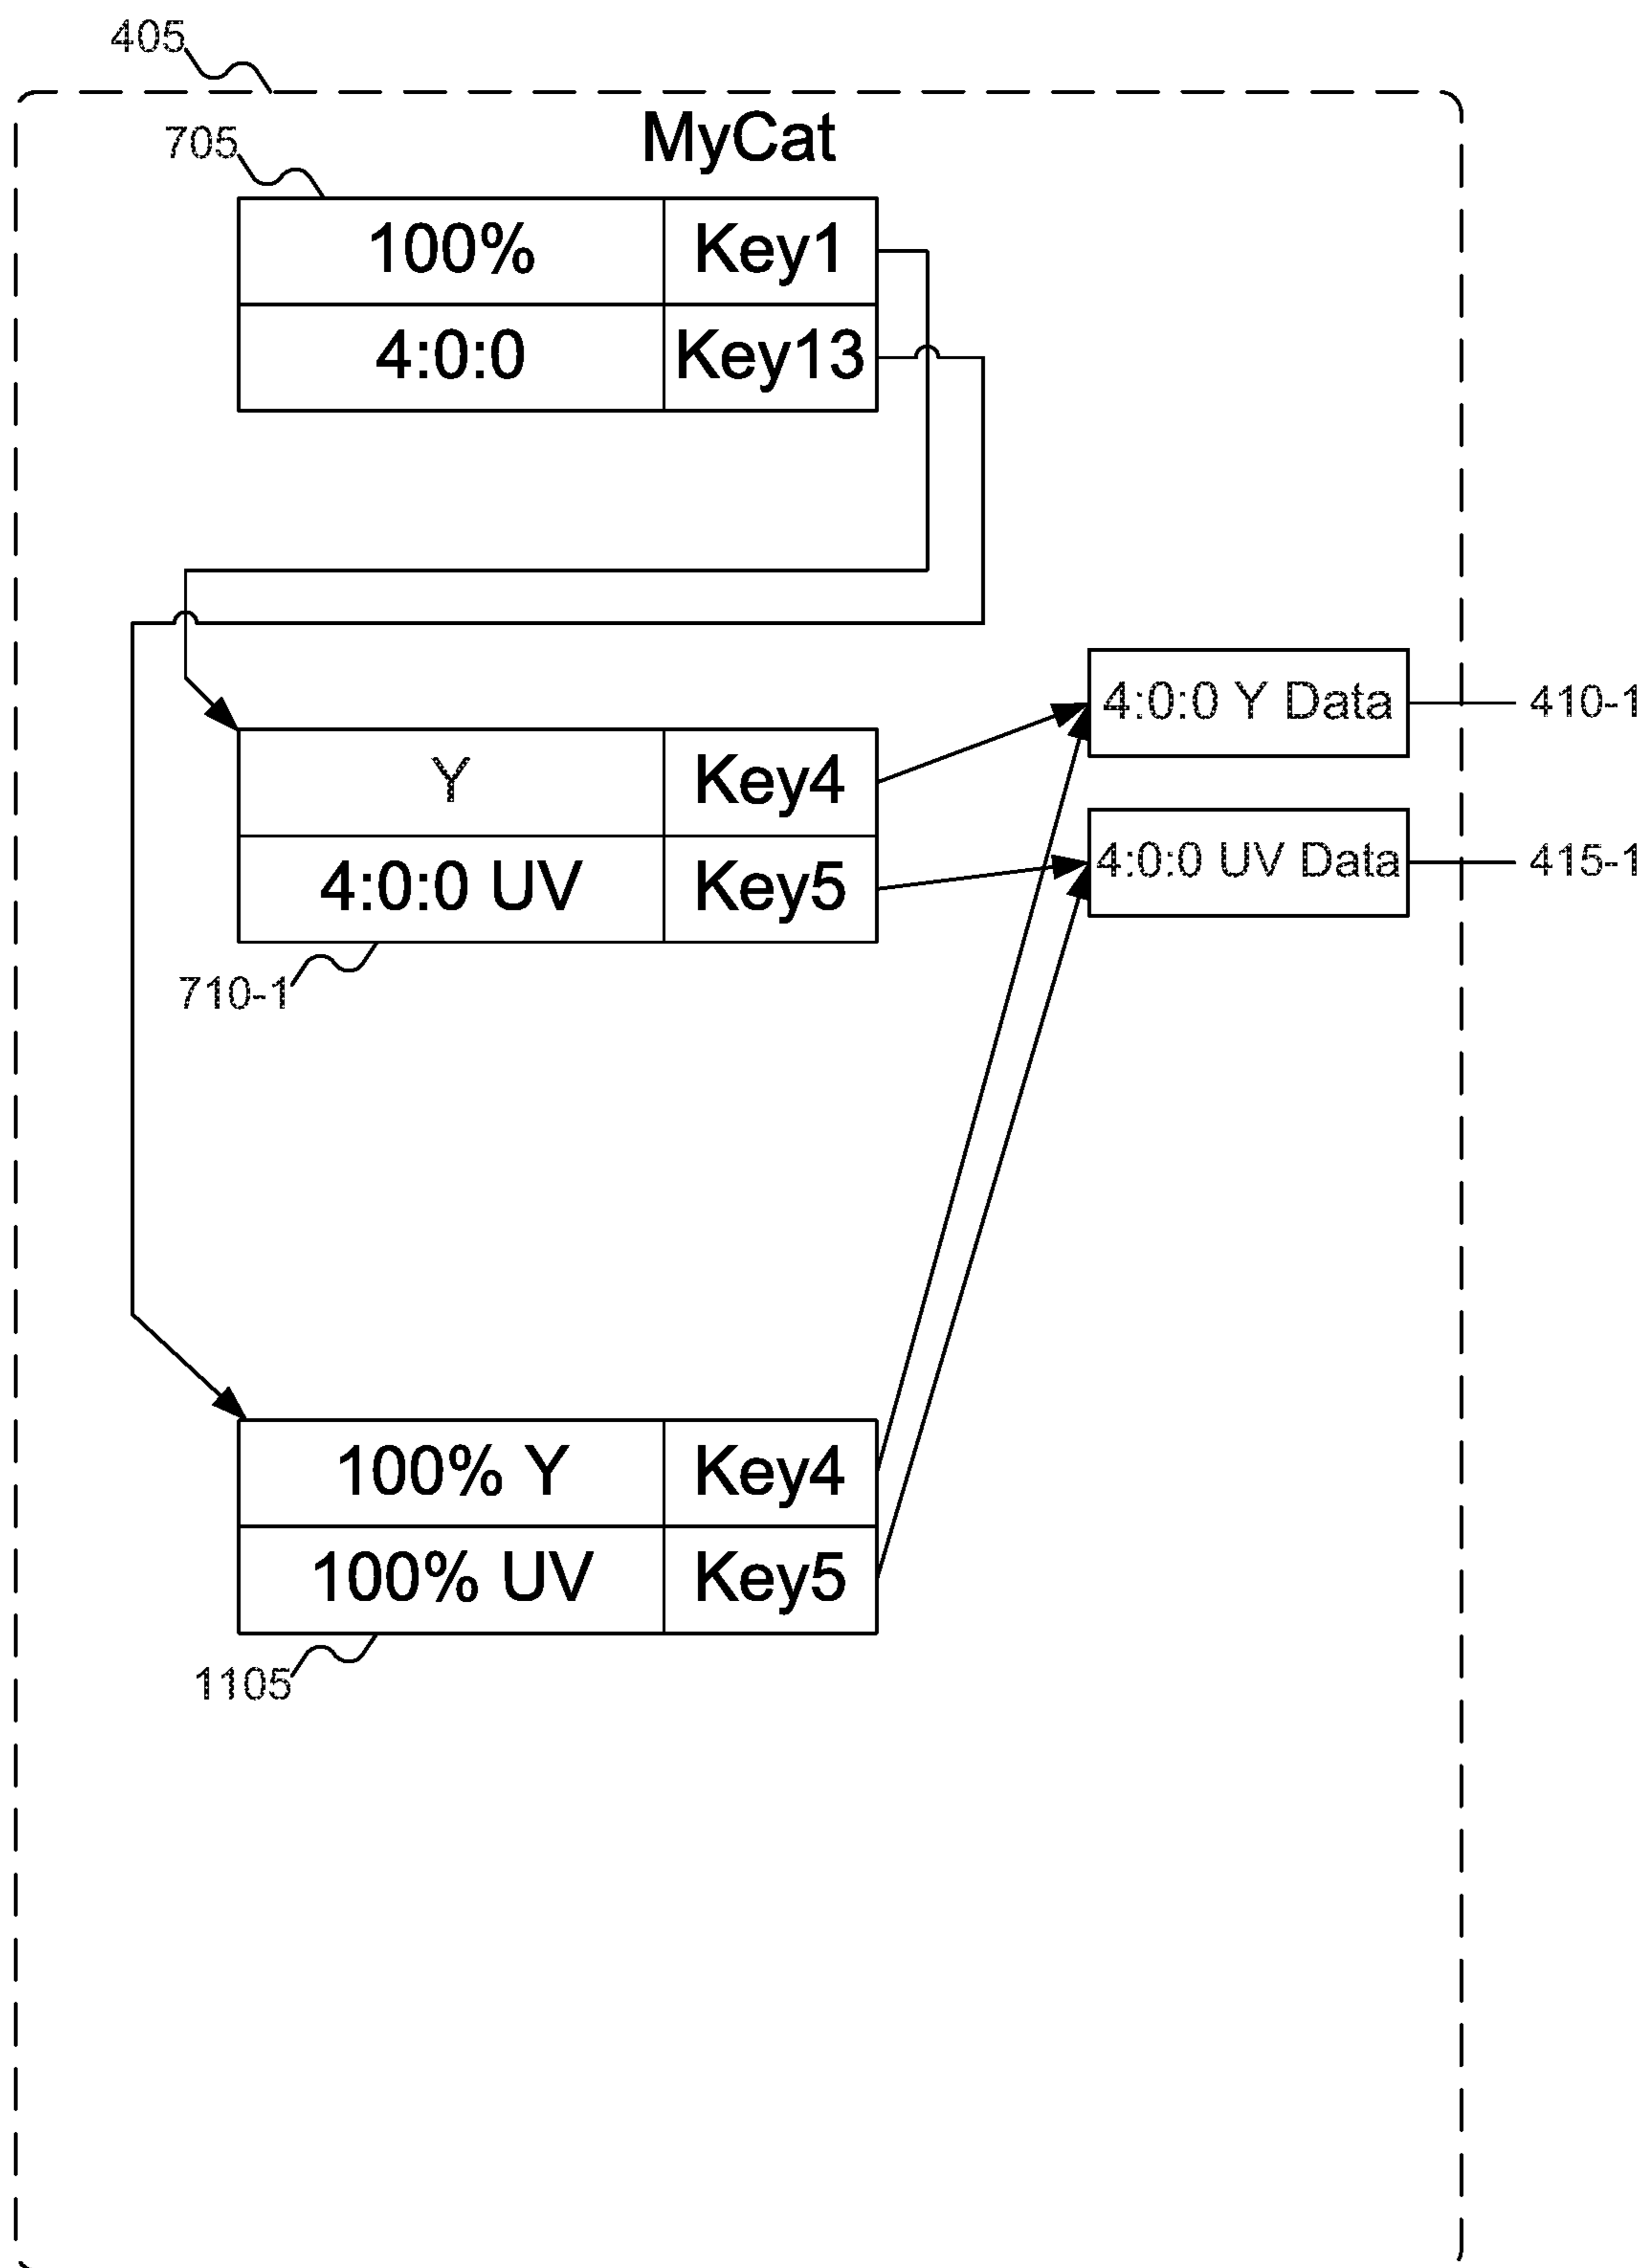 405
MyCat
705
100% Key1
4:0:0 Key13
4:0:0 Y Data 410-1
Y Key4
4:0:0 UV Data 415-1
4:0:0 UV Key5
710-1
100% Y Key4
100% UV Key5
1105